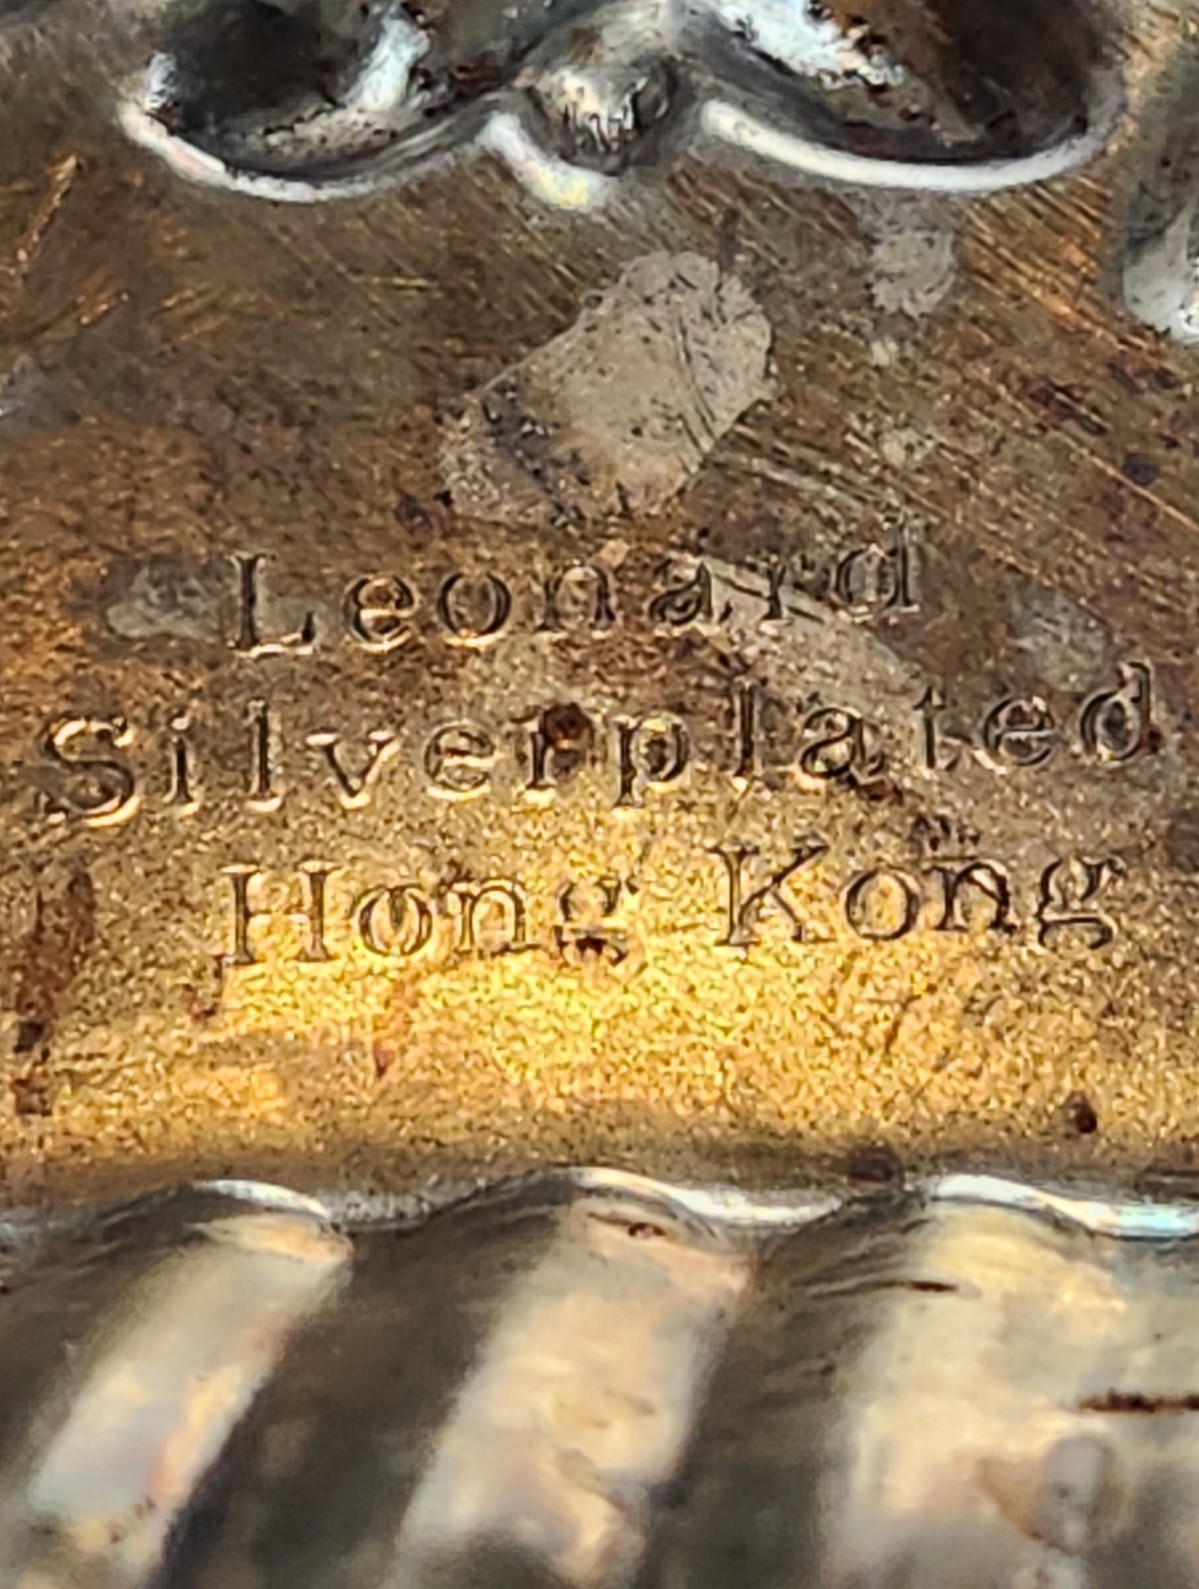 Leonard
Silverplated
Hong Kong